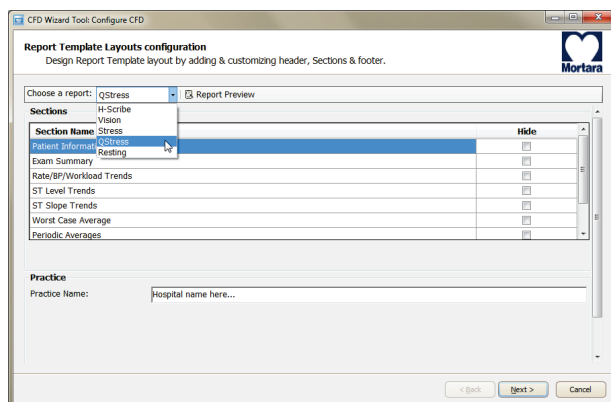 CFD Wizard Tool: Configure CFD
Report Template Layouts configuration
Design Report Template layout by adding & customizing header, Sections & footer.
Mortara
Choose a report: QStress Report Preview
H-Scribe
Vision
Stress
QStress
Resting
Sections
Section Name Hide
Patient Informati
Exam Summary
Rate/BP/Workload Trends
ST Level Trends
ST Slope Trends
Worst Case Average
Periodic Averages
Practice
Practice Name: Hospital name here...
< Back Next > Cancel